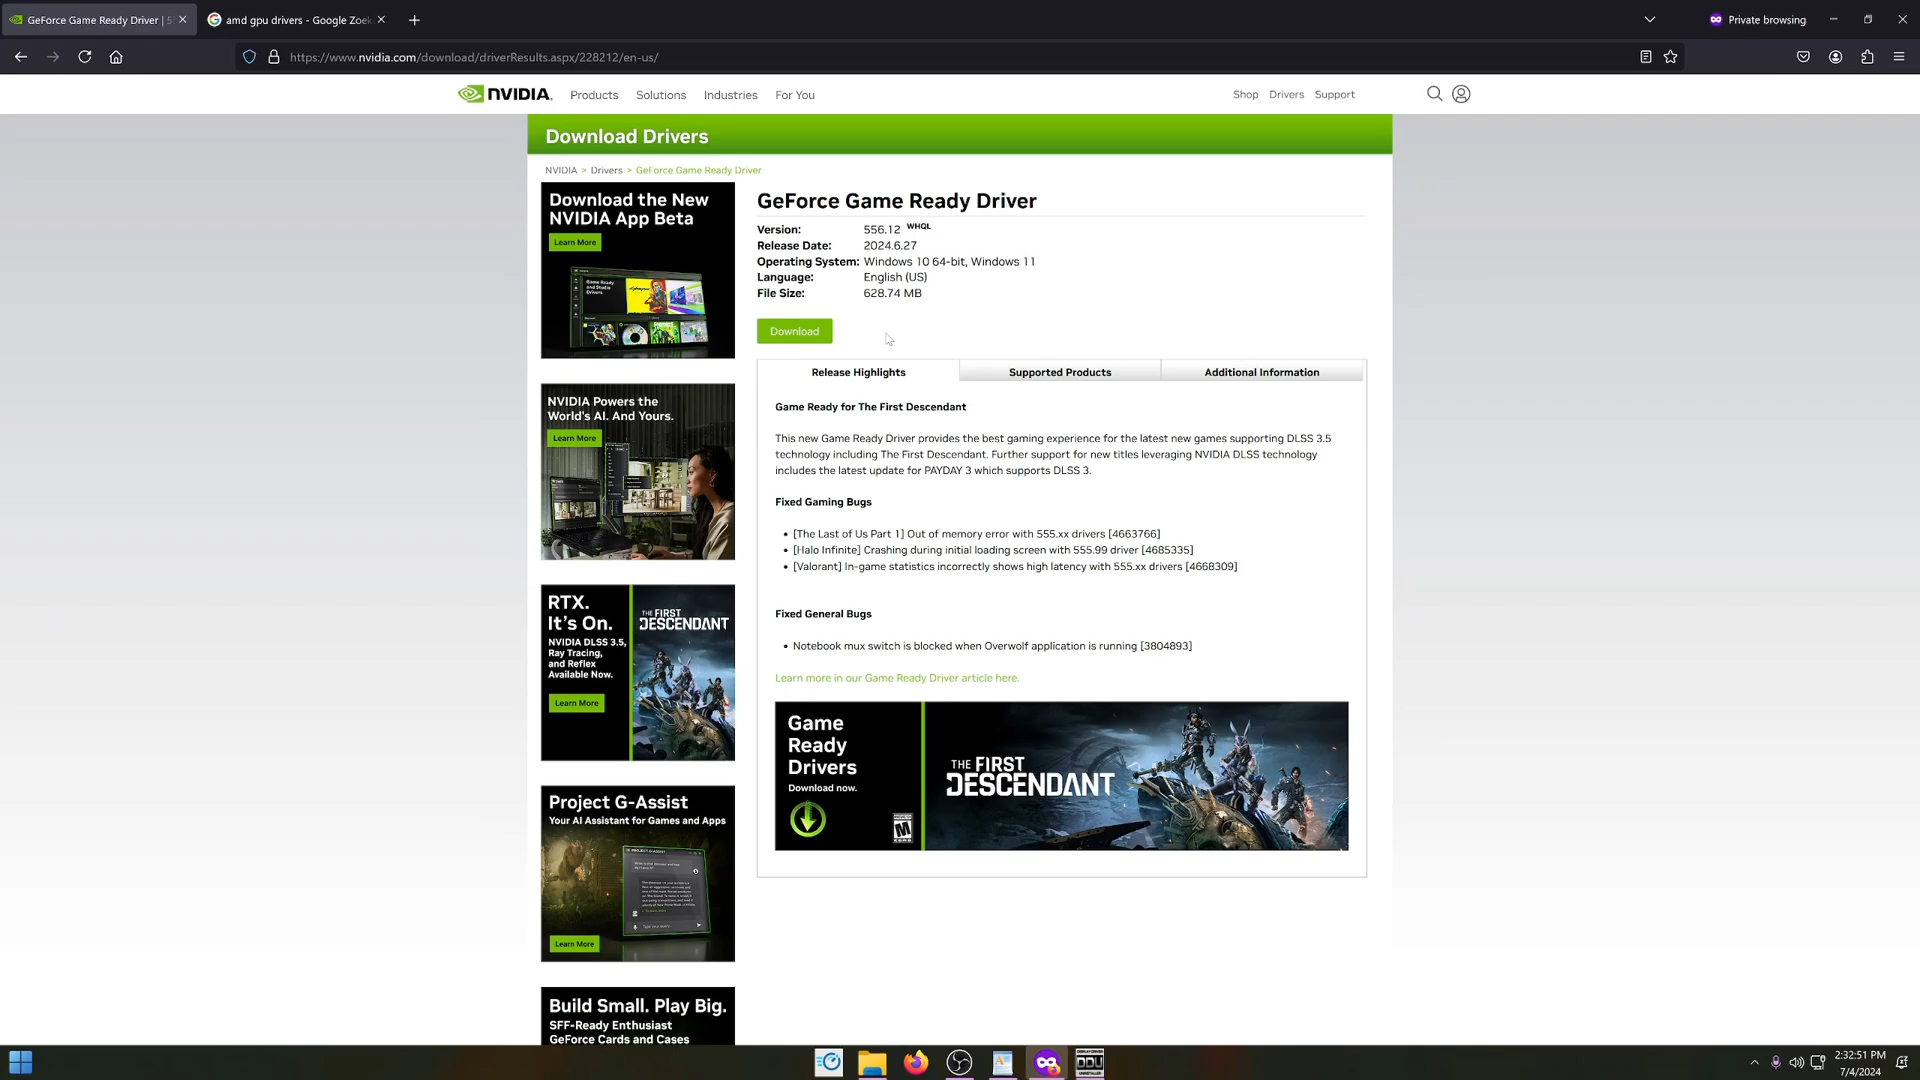 GeForce Game Ready Driver | 5
amd gpu drivers - Google Zoek
Private browsing
https://www.nvidia.com/download/driverResults.aspx/228212/en-us/
NVIDIA.
Products
Solutions
Industries
For You
Shop
Drivers
Support
Download Drivers
NVIDIA > Drivers > GeForce Game Ready Driver
Download the New
NVIDIA App Beta
Learn More
NVIDIA Powers the
World's AI. And Yours.
Learn More
RTX.
It's On.
NVIDIA DLSS 3.5,
Ray Tracing,
and Reflex
Available Now.
Learn More
THE FIRST
DESCENDANT
Project G-Assist
Your AI Assistant for Games and Apps
Learn More
Build Small. Play Big.
SFF-Ready Enthusiast
GeForce Cards and Cases
GeForce Game Ready Driver
Version: 556.12 WHQL
Release Date: 2024.6.27
Operating System: Windows 10 64-bit, Windows 11
Language: English (US)
File Size: 628.74 MB
Download
Release Highlights
Supported Products
Additional Information
Game Ready for The First Descendant
This new Game Ready Driver provides the best gaming experience for the latest new games supporting DLSS 3.5
technology including The First Descendant. Further support for new titles leveraging NVIDIA DLSS technology
includes the latest update for PAYDAY 3 which supports DLSS 3.
Fixed Gaming Bugs
• [The Last of Us Part 1] Out of memory error with 555.xx drivers [4663766]
• [Halo Infinite] Crashing during initial loading screen with 555.99 driver [4685335]
• [Valorant] In-game statistics incorrectly shows high latency with 555.xx drivers [4668309]
Fixed General Bugs
• Notebook mux switch is blocked when Overwolf application is running [3804893]
Learn more in our Game Ready Driver article here.
Game
Ready
Drivers
Download now.
M
THE FIRST
DESCENDANT
DDU
2:32:51 PM
7/4/2024